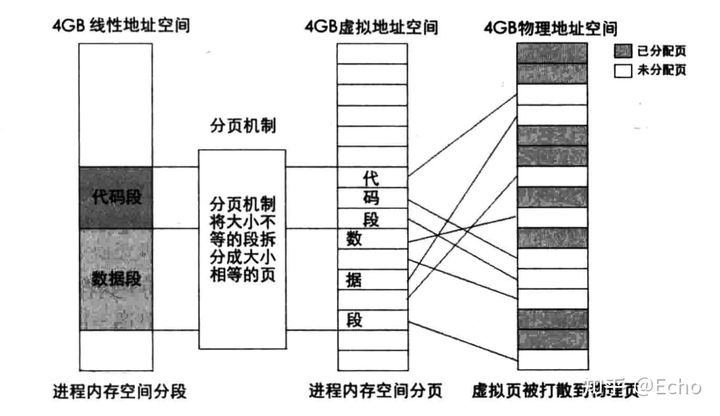 4GB 线性地址空间
4GB虚拟地址空间
4GB物理地址空间
已分配页
未分配页
分页机制
代码段
数据段
分页机制
将大小不
等的段拆
分成大小
相等的页
代
码
段
数
据
段
进程内存空间分段
进程内存空间分页
虚拟页被打散到物理页
知乎 @Echo